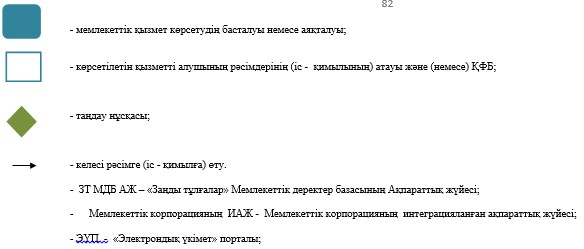 82
- мемлекеттік қызмет көрсетудің басталуы немесе аяқталуы;
- көрсетілетін қызметті алушының рәсімдерінің (іс - қимылының) атауы және (немесе) ҚФБ;
- таңдау нұсқасы;
- келесі рәсімге (іс - қимылға) өту.
- ЗТ МДБ АЖ – «Заңды тұлғалар» Мемлекеттік деректер базасының Ақпараттық жүйесі;
- Мемлекеттік корпорацияның ИАЖ - Мемлекеттік корпорацияның интеграцияланған ақпараттық жүйесі;
- ЭҮП - «Электрондық үкімет» порталы;